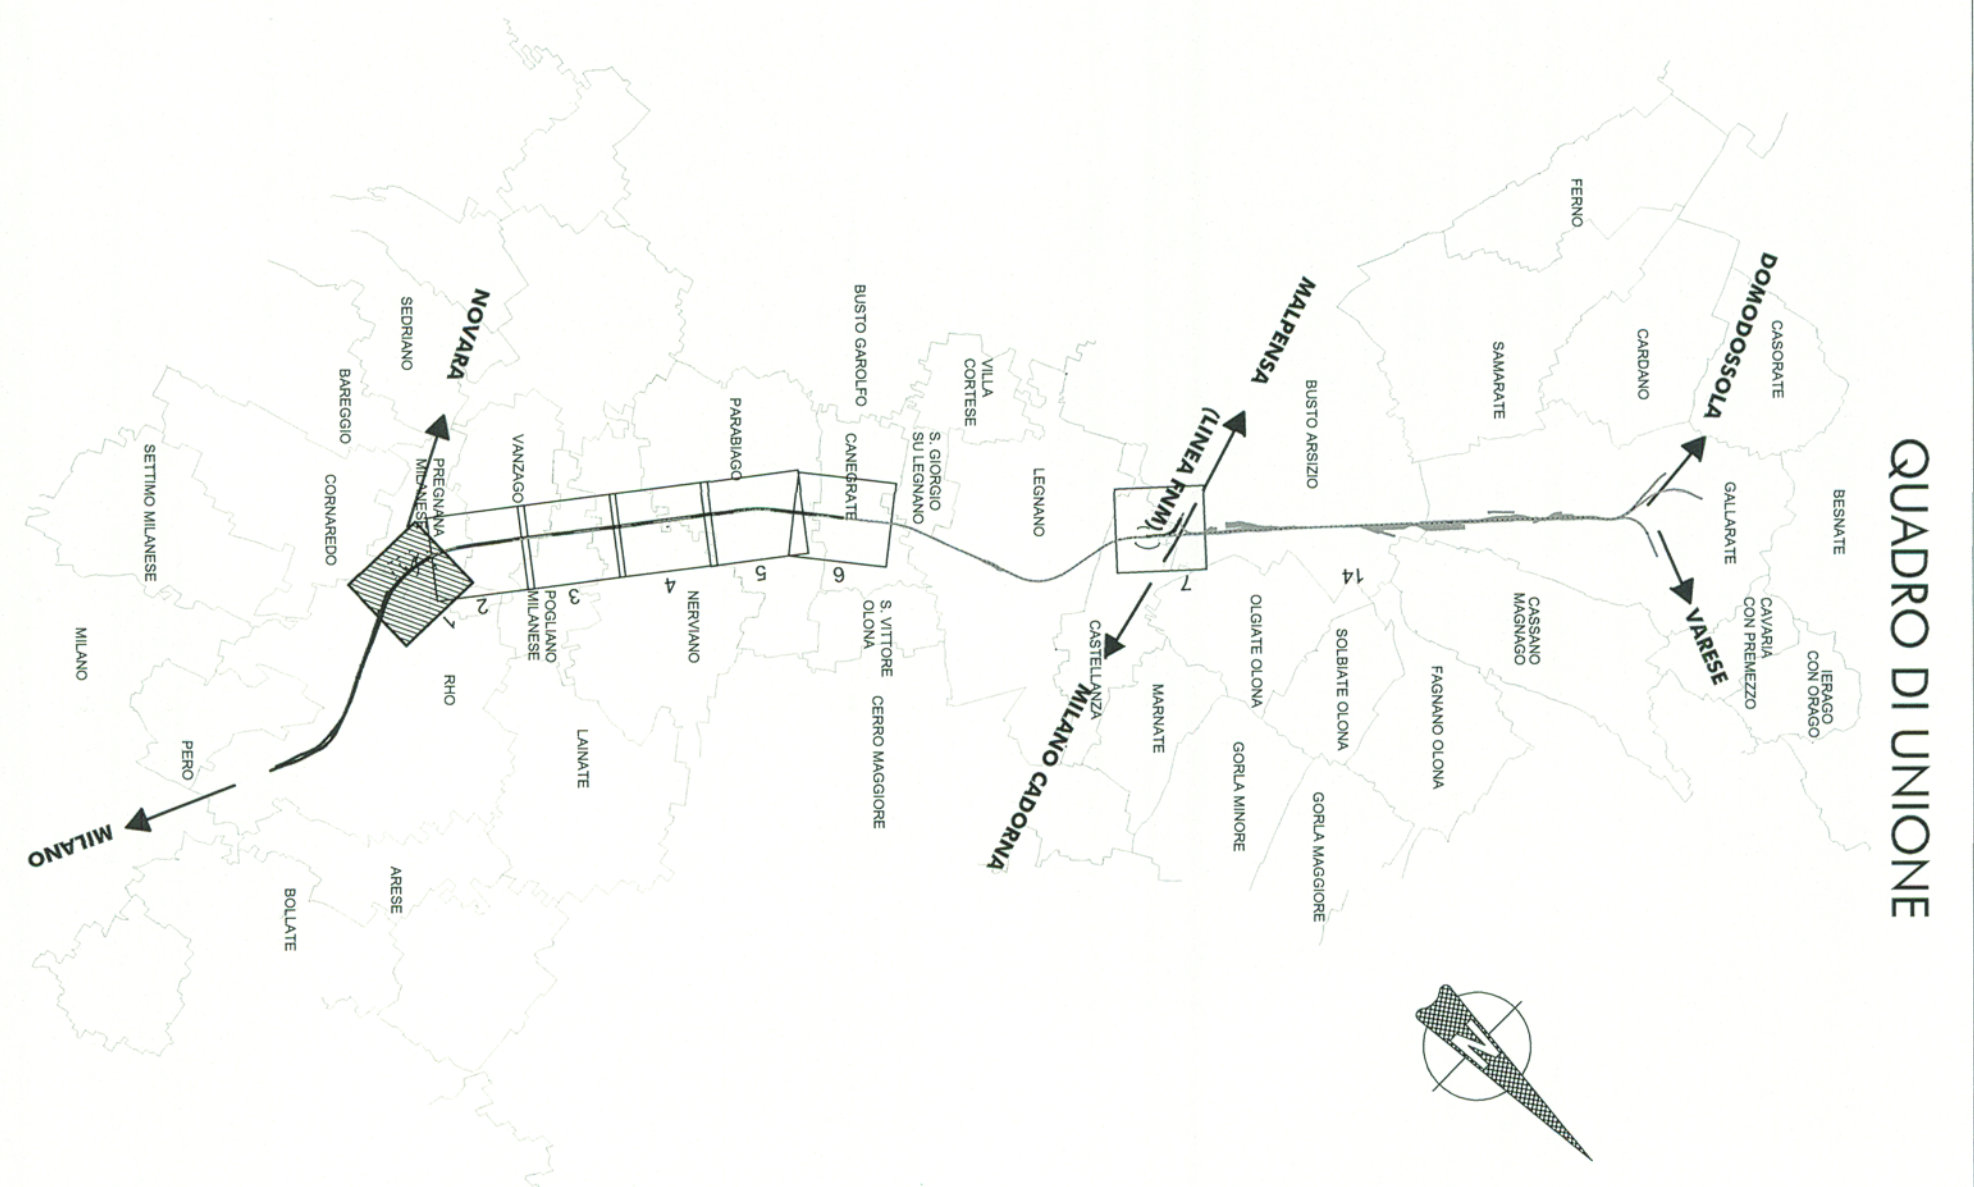 QUADRO DI UNIONE
BESNATE
IERAGO
CON ORAGO
CASORATE
DOMODOSSOLA
GALLARATE
CAVARIA
CON PREMEZZO
VARESE
CARDANO
FERNO
SAMARATE
CASSANO
MAGNAGO
FAGNANO OLONA
14
SOLBIATE OLONA
GORLA MAGGIORE
MALPENSA
BUSTO ARSIZIO
OLGIATE OLONA
GORLA MINORE
(LINEA FNM)
7
MARNATE
CASTELLANZA
MILANO CADORNA
LEGNANO
VILLA
CORTESE
S. GIORGIO
SU LEGNANO
BUSTO GAROLFO
CANEGRATE
6
S. VITTORE
OLONA
CERRO MAGGIORE
PARABIAGO
5
NERVIANO
4
3
VANZAGO
POGLIANO
MILANESE
LAINATE
2
1
NOVARA
SEDRIANO
PREGNANA
MILANESE
RHO
BAREGGIO
CORNAREDO
ARESE
BOLLATE
SETTIMO MILANESE
PERO
MILANO
MILANO
N